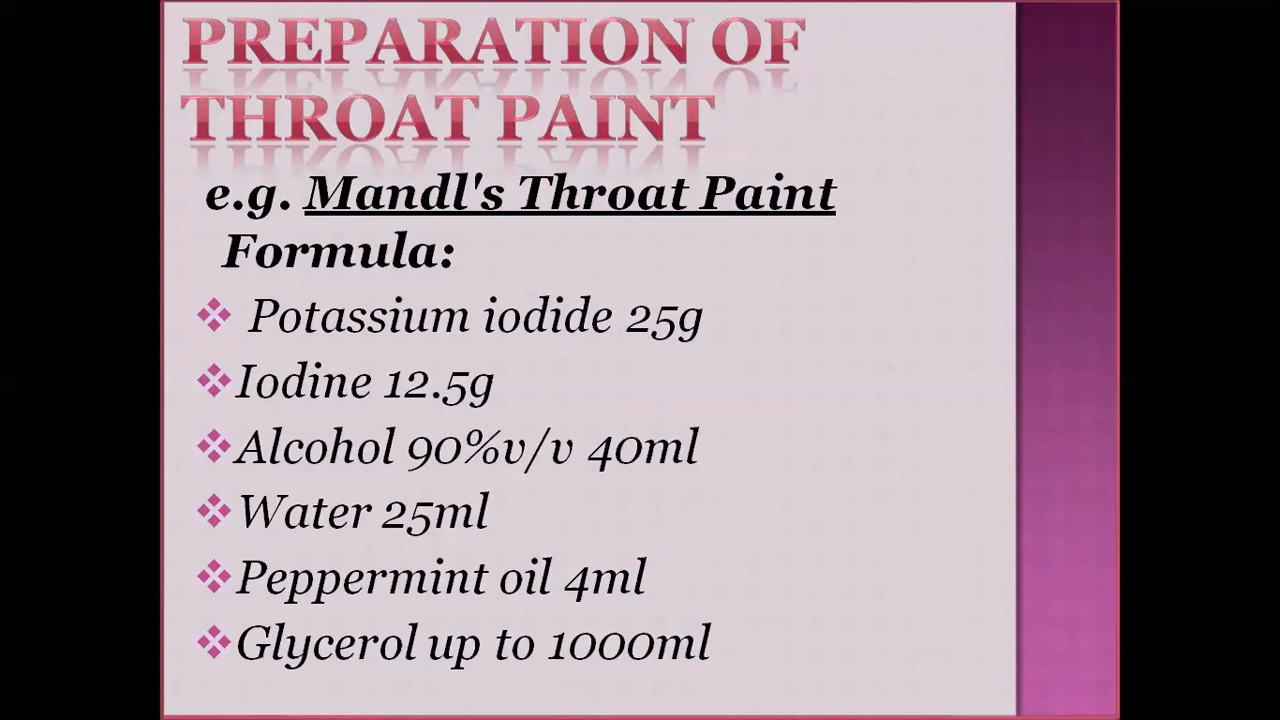 PREPARATION OF
THROAT PAINT
e.g. Mandl's Throat Paint
Formula:
Potassium iodide 25g
Iodine 12.5g
Alcohol 90%v/v 40ml
Water 25ml
Peppermint oil 4ml
Glycerol up to 1000ml